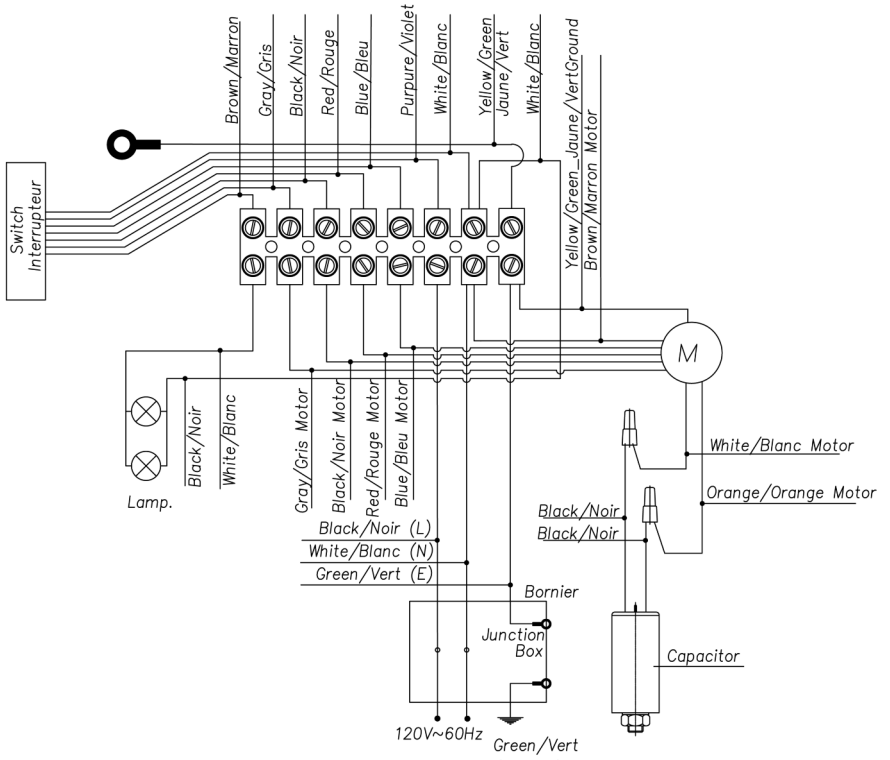 Brown/Marron
Gray/Gris
Black/Noir
Red/Rouge
Blue/Bleu
Purpure/Violet
White/Blanc
Yellow/Green
Jaune/Vert
White/Blanc
Yellow/Green_Jaune/VertGround
Brown/Marron Motor
Switch
Interrupteur
M
Lamp.
Black/Noir
White/Blanc
Gray/Gris Motor
Black/Noir Motor
Red/Rouge Motor
Blue/Bleu Motor
White/Blanc Motor
Orange/Orange Motor
Black/Noir
Black/Noir
Black/Noir (L)
White/Blanc (N)
Green/Vert (E)
Bornier
Junction
Box
Capacitor
120V~60Hz
Green/Vert